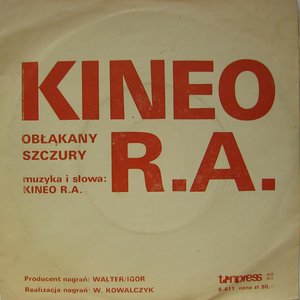 KINEO
OBŁĄKANY
SZCZURY
R.A.
muzyka i słowa:
KINEO R.A.
Producent nagrań: WALTER/IGOR
Realizacja nagrań: W. KOWALCZYK
tonpress
S-611 cena zł 90,-